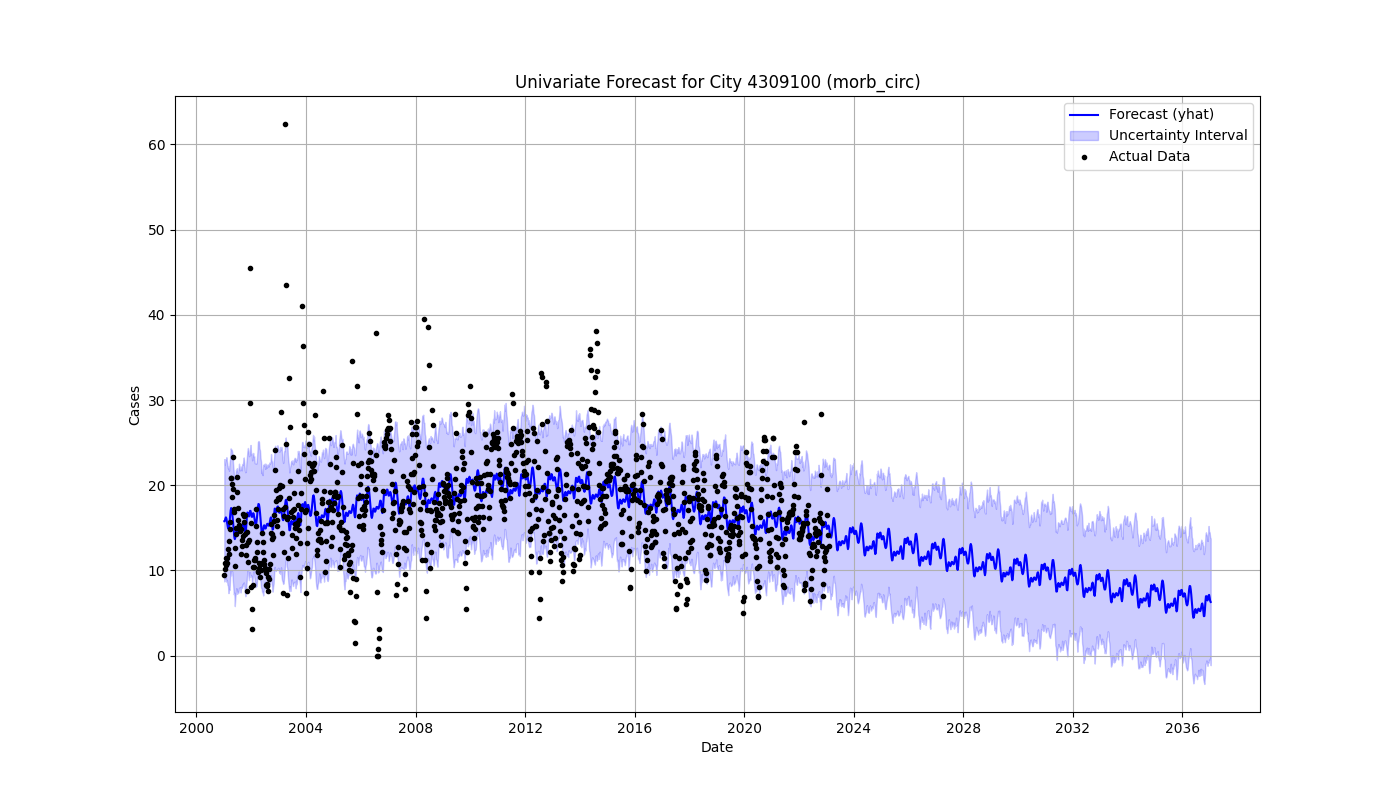 Univariate Forecast for City 4309100 (morb_circ)
Forecast (yhat)
Uncertainty Interval
Actual Data
Cases
60
50
40
30
20
10
0
2000 2004 2008 2012 2016 2020 2024 2028 2032 2036
Date